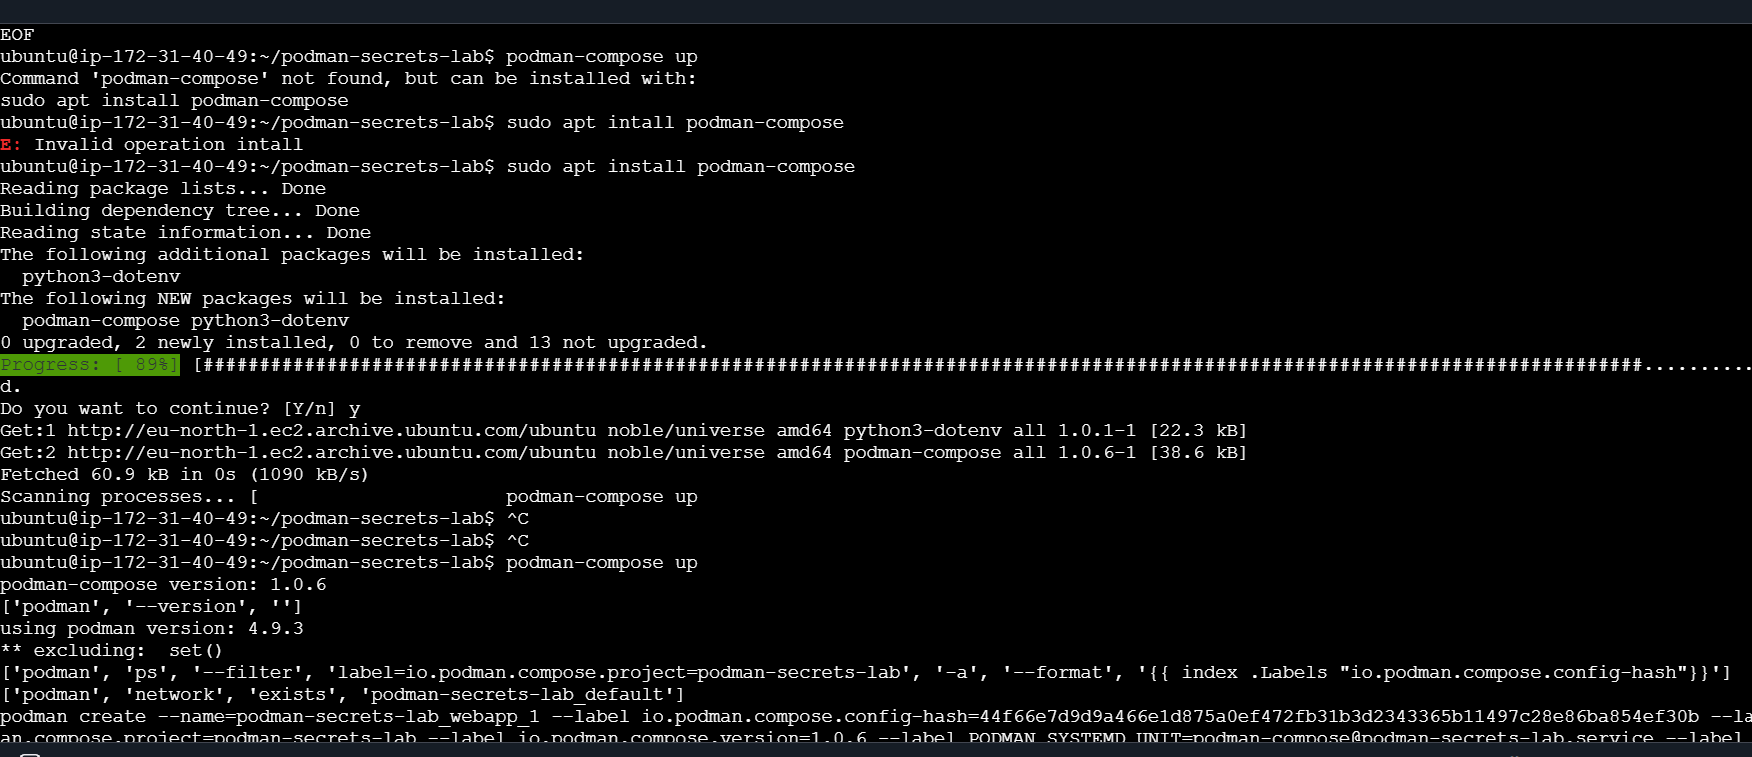 EOF
ubuntu@ip-172-31-40-49:~/podman-secrets-lab$ podman-compose up
Command 'podman-compose' not found, but can be installed with:
sudo apt install podman-compose
ubuntu@ip-172-31-40-49:~/podman-secrets-lab$ sudo apt intall podman-compose
E: Invalid operation intall
ubuntu@ip-172-31-40-49:~/podman-secrets-lab$ sudo apt install podman-compose
Reading package lists... Done
Building dependency tree... Done
Reading state information... Done
The following additional packages will be installed:
  python3-dotenv
The following NEW packages will be installed:
  podman-compose python3-dotenv
0 upgraded, 2 newly installed, 0 to remove and 13 not upgraded.
Progress: [ 89%] [################################################################################################################################..........
d.
Do you want to continue? [Y/n] y
Get:1 http://eu-north-1.ec2.archive.ubuntu.com/ubuntu noble/universe amd64 python3-dotenv all 1.0.1-1 [22.3 kB]
Get:2 http://eu-north-1.ec2.archive.ubuntu.com/ubuntu noble/universe amd64 podman-compose all 1.0.6-1 [38.6 kB]
Fetched 60.9 kB in 0s (1090 kB/s)
Scanning processes... [                      podman-compose up
ubuntu@ip-172-31-40-49:~/podman-secrets-lab$ ^C
ubuntu@ip-172-31-40-49:~/podman-secrets-lab$ ^C
ubuntu@ip-172-31-40-49:~/podman-secrets-lab$ podman-compose up
podman-compose version: 1.0.6
['podman', '--version', '']
using podman version: 4.9.3
** excluding:  set()
['podman', 'ps', '--filter', 'label=io.podman.compose.project=podman-secrets-lab', '-a', '--format', '{{ index .Labels "io.podman.compose.config-hash"}}']
['podman', 'network', 'exists', 'podman-secrets-lab_default']
podman create --name=podman-secrets-lab_webapp_1 --label io.podman.compose.config-hash=44f66e7d9d9a466e1d875a0ef472fb31b3d2343365b11497c28e86ba854ef30b --la
an.compose.project=podman-secrets-lab --label io.podman.compose.version=1.0.6 --label PODMAN_SYSTEMD_UNIT=podman-compose@podman-secrets-lab.service --label